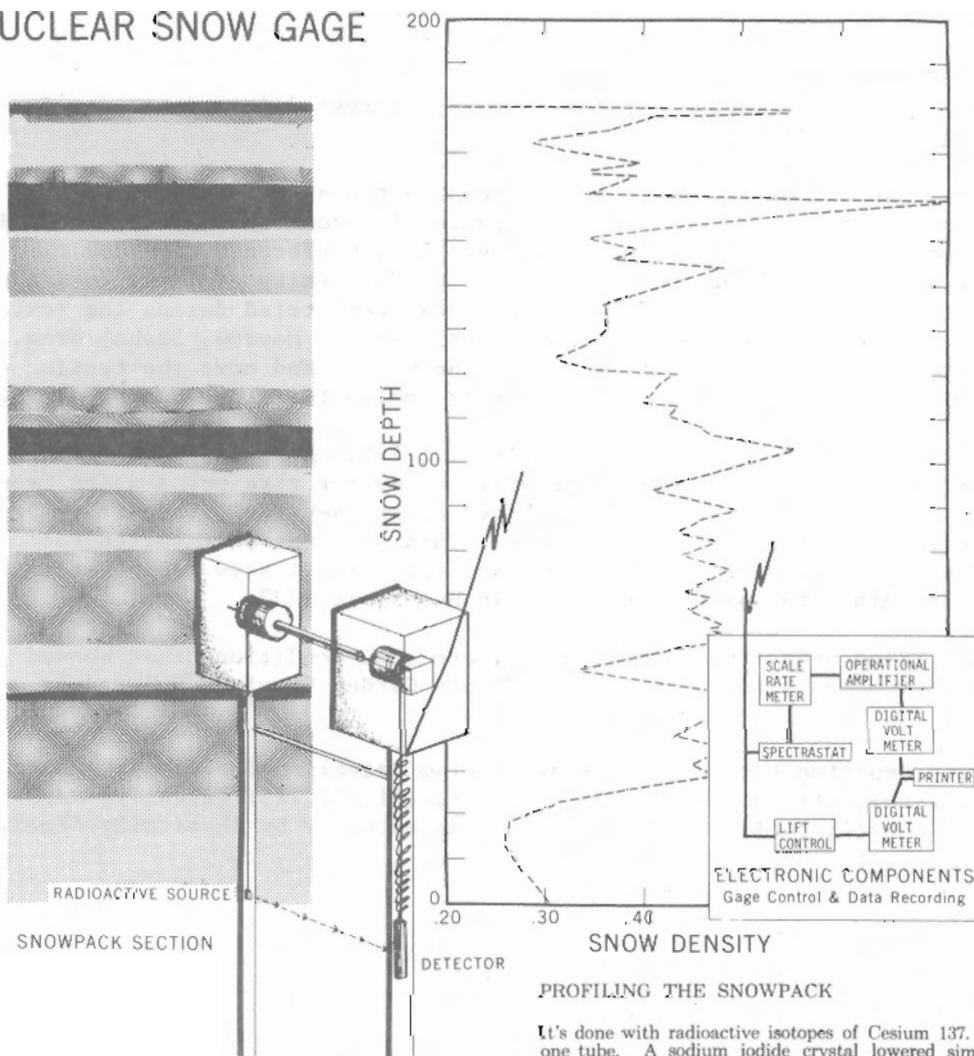 UCLEAR SNOW GAGE
200
SNOW DEPTH
100
0
.20
.30
.40
SNOW DENSITY
RADIOACTIVE SOURCE
SNOWPACK SECTION
DETECTOR
SCALE
RATE
METER
OPERATIONAL
AMPLIFIER
DIGITAL
VOLT
METER
SPECTRASTAT
PRINTER
LIFT
CONTROL
DIGITAL
VOLT
METER
ELECTRONIC COMPONENTS
Gage Control & Data Recording
PROFILING THE SNOWPACK
It's done with radioactive isotopes of Cesium 137.
one tube. A sodium iodide crystal lowered sim